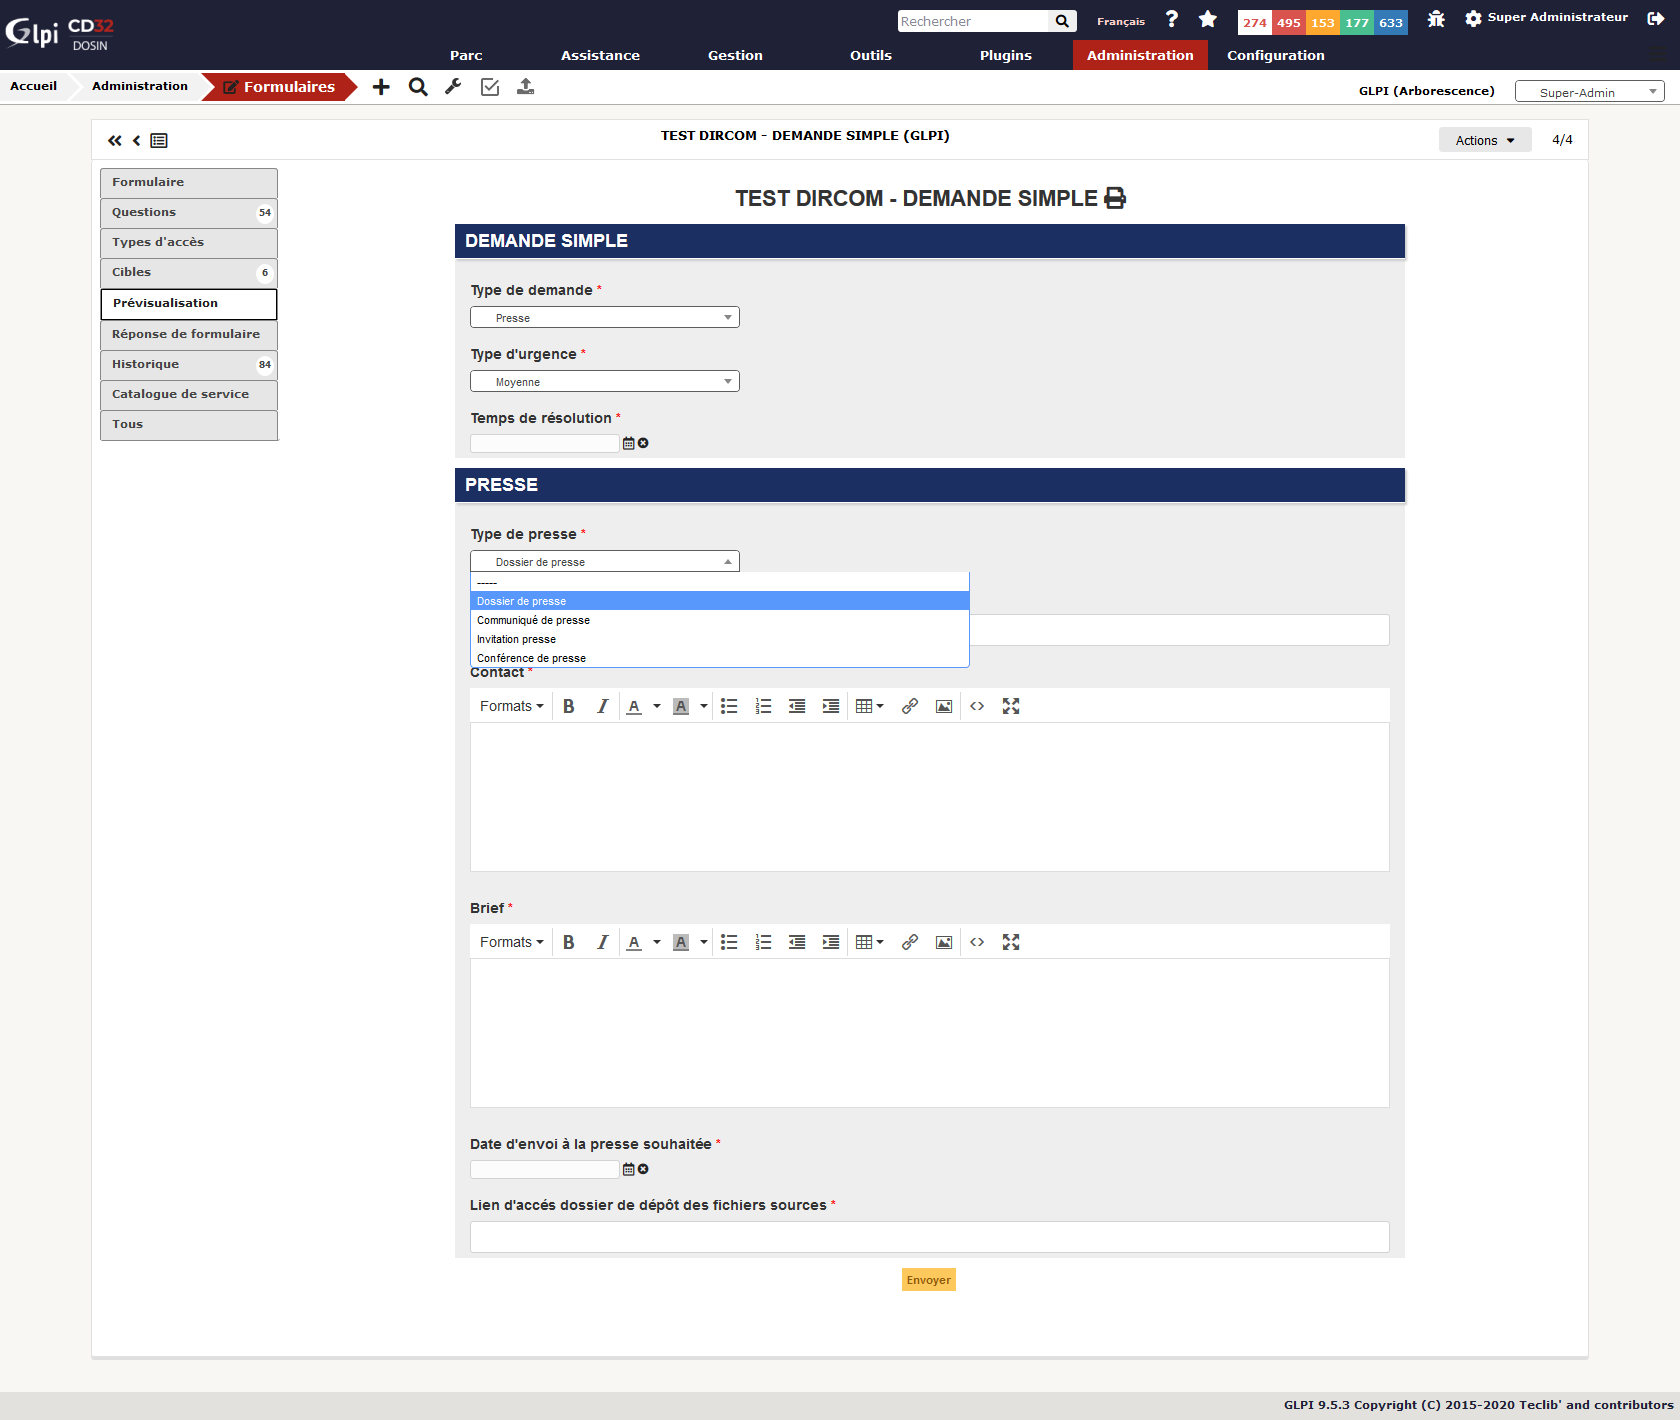 Glpi CD32
DOSIN
Rechercher
Français
?
274 495 153 177 633
Super Administrateur
Parc Assistance Gestion Outils Plugins Administration Configuration
Accueil Administration Formulaires
GLPI (Arborescence)
Super-Admin
TEST DIRCOM - DEMANDE SIMPLE (GLPI)
Actions
4/4
Formulaire
Questions 54
Types d'accès
Cibles 6
Prévisualisation
Réponse de formulaire
Historique 84
Catalogue de service
Tous
TEST DIRCOM - DEMANDE SIMPLE
DEMANDE SIMPLE
Type de demande *
Presse
Type d'urgence *
Moyenne
Temps de résolution *
PRESSE
Type de presse *
Dossier de presse
-----
Dossier de presse
Communiqué de presse
Invitation presse
Conférence de presse
Contact *
Formats B I A A
Brief *
Formats B I A A
Date d'envoi à la presse souhaitée *
Lien d'accés dossier de dépôt des fichiers sources *
Envoyer
GLPI 9.5.3 Copyright (C) 2015-2020 Teclib' and contributors